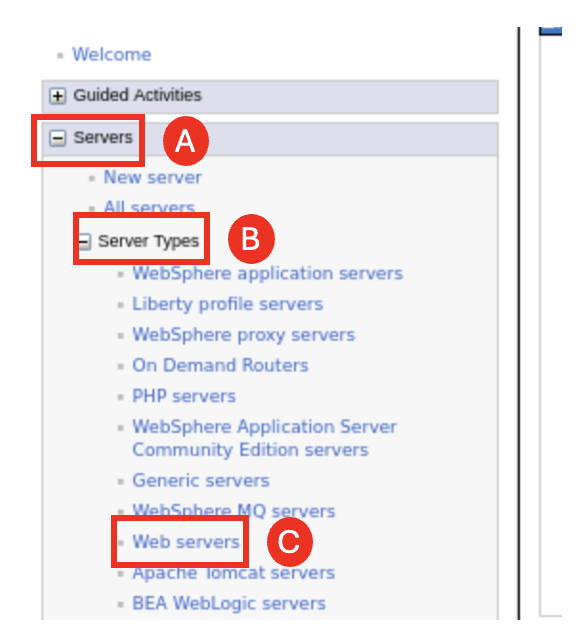 Welcome
Guided Activities
Servers A
New server
All servers
Server Types B
WebSphere application servers
Liberty profile servers
WebSphere proxy servers
On Demand Routers
PHP servers
WebSphere Application Server
Community Edition servers
Generic servers
WebSphere MQ servers
Web servers C
Apache Tomcat servers
BEA WebLogic servers